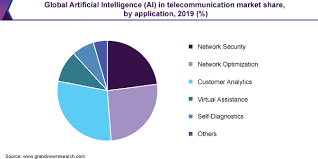 Global Artificial Intelligence (AI) in telecommunication market share,
by application, 2019 (%)
Network Security
Network Optimization
Customer Analytics
Virtual Assistance
Self-Diagnostics
Others
Source: www.grandviewresearch.com